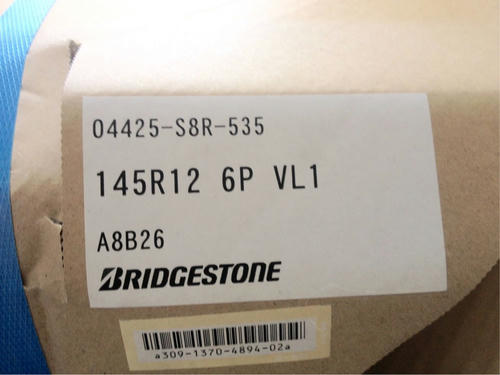 04425-S8R-535
145R12 6P VL1
A8B26
BRIDGESTONE
a309-1370-4894-02a